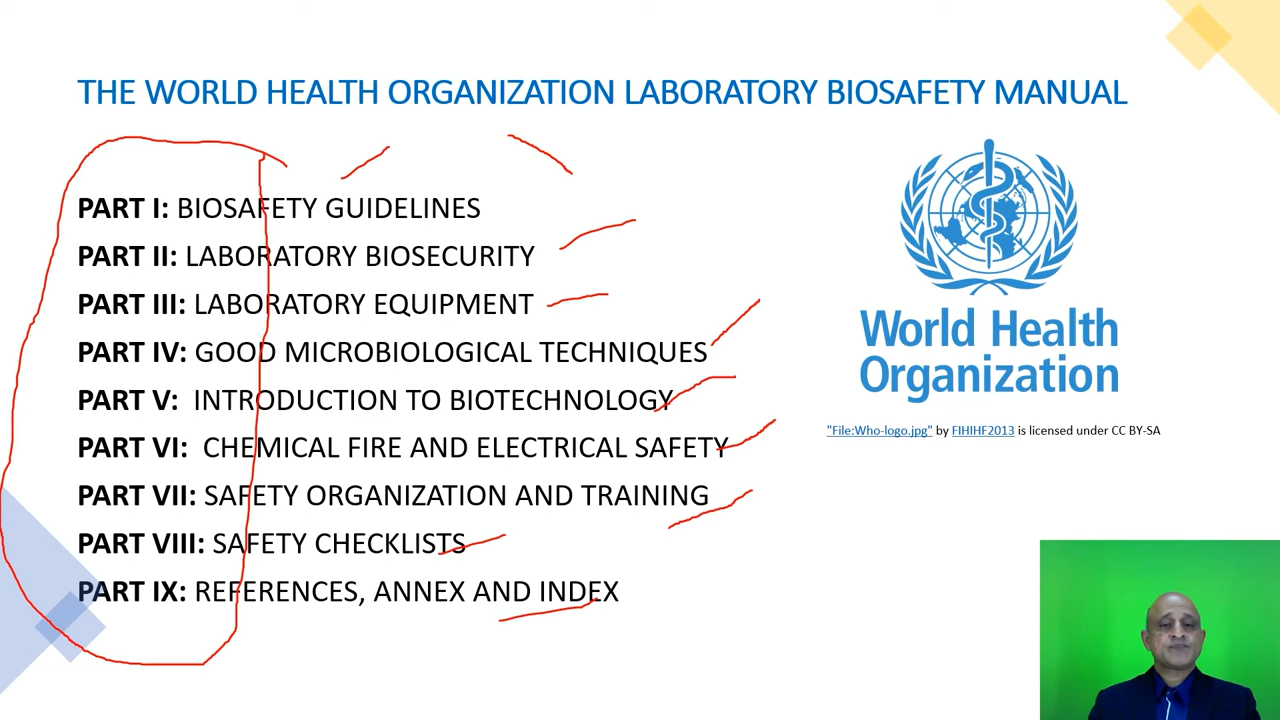 THE WORLD HEALTH ORGANIZATION LABORATORY BIOSAFETY MANUAL
PART I: BIOSAFETY GUIDELINES
PART II: LABORATORY BIOSECURITY
PART III: LABORATORY EQUIPMENT
PART IV: GOOD MICROBIOLOGICAL TECHNIQUES
PART V: INTRODUCTION TO BIOTECHNOLOGY
PART VI: CHEMICAL FIRE AND ELECTRICAL SAFETY
PART VII: SAFETY ORGANIZATION AND TRAINING
PART VIII: SAFETY CHECKLISTS
PART IX: REFERENCES, ANNEX AND INDEX
World Health
Organization
"File:Who-logo.jpg" by FIHIHF2013 is licensed under CC BY-SA